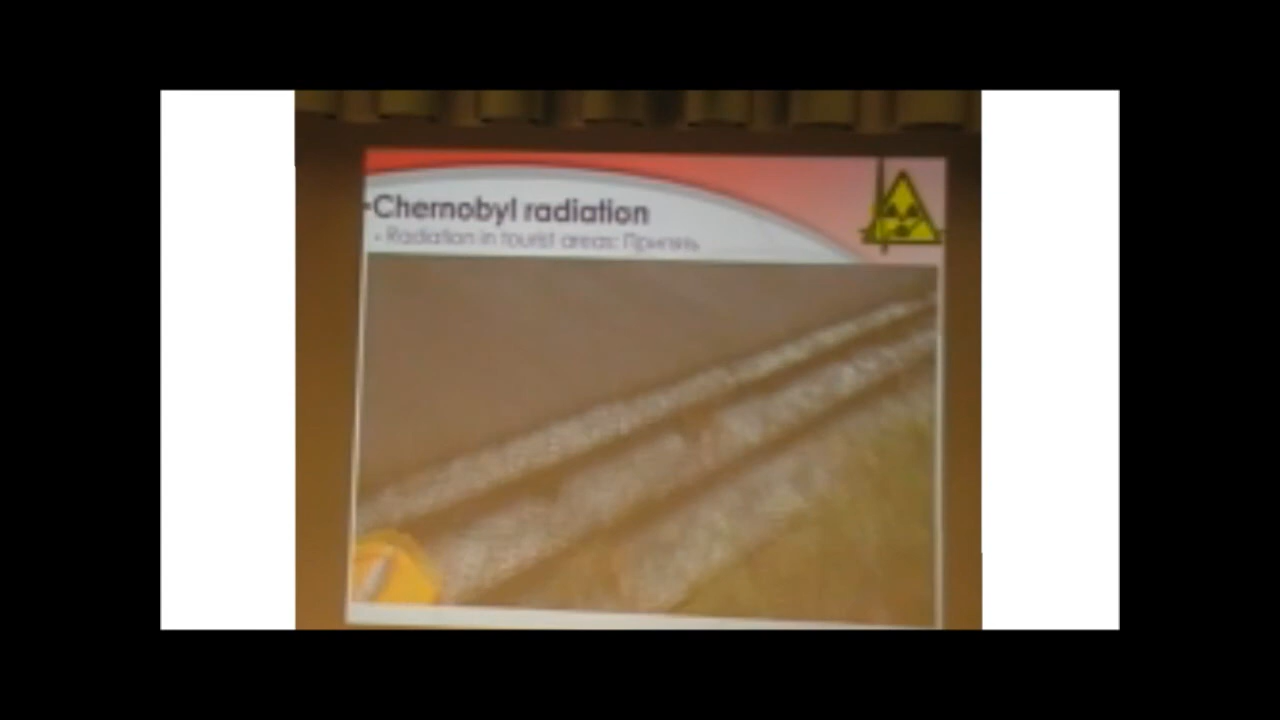 Chernobyl radiation
- Radiation in tourist areas: Припять